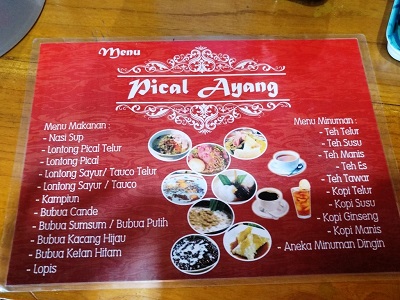 Menu
Pical Ayang
Menu Makanan :
- Nasi Sup
- Lontong Pical Telur
- Lontong Pical
- Lontong Sayur/ Tauco Telur
- Lontong Sayur / Tauco
- Kampiun
- Bubua Cande
- Bubua Sumsum / Bubua Putih
- Bubua Kacang Hijau
- Bubua Ketan Hitam
- Lopis
Menu Minuman :
- Teh Telur
- Teh Susu
- Teh Manis
- Teh Es
- Teh Tawar
- Kopi Telur
- Kopi Susu
- Kopi Ginseng
- Kopi Manis
- Aneka Minuman Dingin